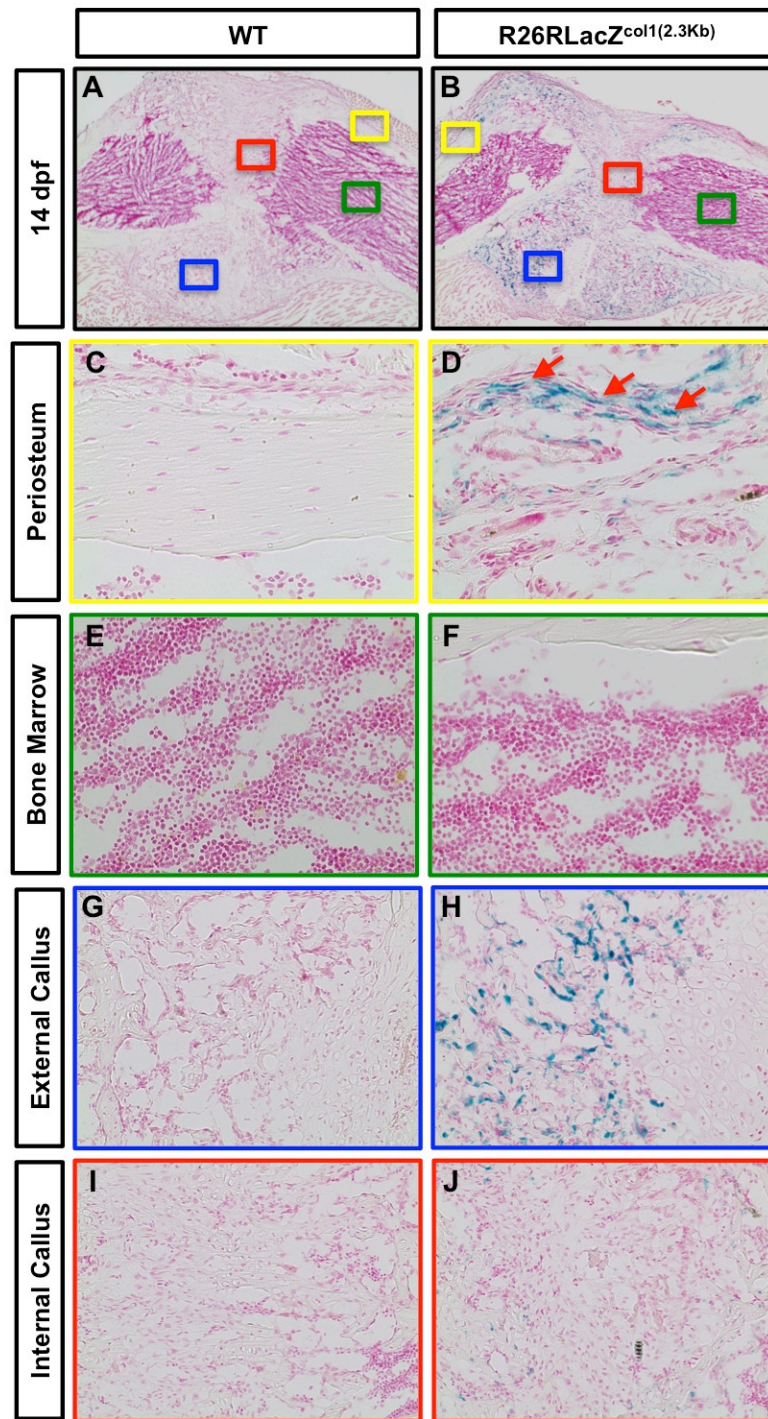 WT
R26RLacZcol1(2.3Kb)
14 dpf
A
B
Periosteum
C
D
Bone Marrow
E
F
External Callus
G
H
Internal Callus
I
J